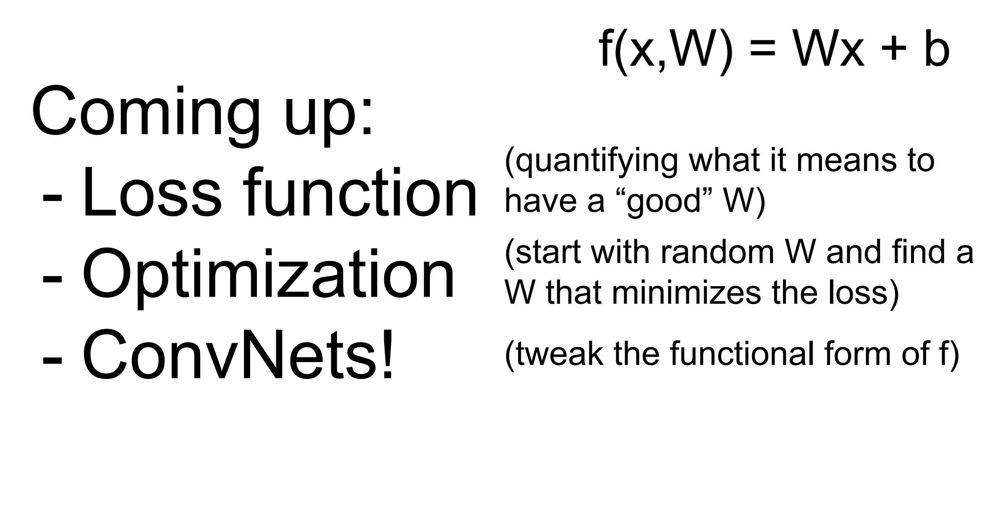 f(x,W) = Wx + b
Coming up:
- Loss function
(quantifying what it means to
have a “good” W)
- Optimization
(start with random W and find a
W that minimizes the loss)
- ConvNets!
(tweak the functional form of f)